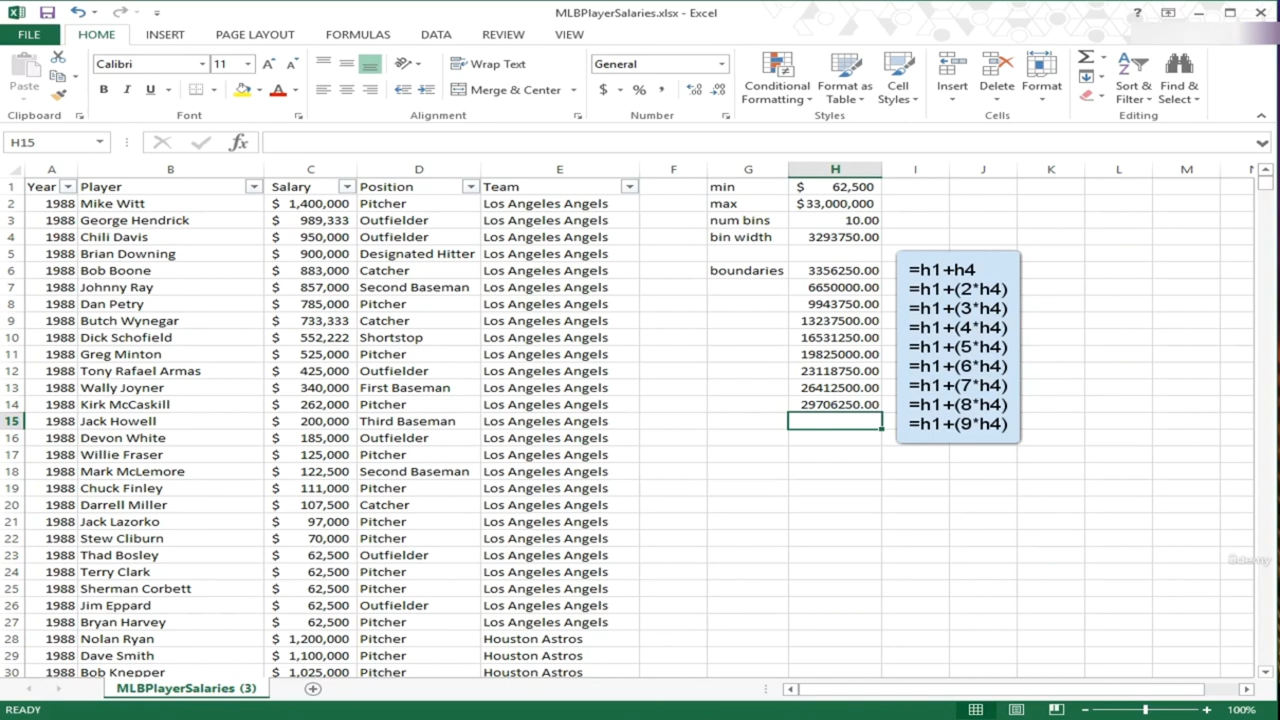 MLBPlayerSalaries.xlsx - Excel
FILE HOME INSERT PAGE LAYOUT FORMULAS DATA REVIEW VIEW
Paste Calibri 11 B I U A A A Wrap Text Merge & Center General $ % , Conditional Formatting Format as Table Cell Styles Insert Delete Format Sort & Filter Find & Select
Clipboard Font Alignment Number Styles Cells Editing
H15 fx
A B C D E F G H I J K L M
1 Year Player Salary Position Team min $ 62,500
2 1988 Mike Witt $ 1,400,000 Pitcher Los Angeles Angels max $33,000,000
3 1988 George Hendrick $ 989,333 Outfielder Los Angeles Angels num bins 10.00
4 1988 Chili Davis $ 950,000 Outfielder Los Angeles Angels bin width 3293750.00
5 1988 Brian Downing $ 900,000 Designated Hitter Los Angeles Angels
6 1988 Bob Boone $ 883,000 Catcher Los Angeles Angels boundaries 3356250.00 =h1+h4
7 1988 Johnny Ray $ 857,000 Second Baseman Los Angeles Angels 6650000.00 =h1+(2*h4)
8 1988 Dan Petry $ 785,000 Pitcher Los Angeles Angels 9943750.00 =h1+(3*h4)
9 1988 Butch Wynegar $ 733,333 Catcher Los Angeles Angels 13237500.00 =h1+(4*h4)
10 1988 Dick Schofield $ 552,222 Shortstop Los Angeles Angels 16531250.00 =h1+(5*h4)
11 1988 Greg Minton $ 525,000 Pitcher Los Angeles Angels 19825000.00 =h1+(6*h4)
12 1988 Tony Rafael Armas $ 425,000 Outfielder Los Angeles Angels 23118750.00 =h1+(7*h4)
13 1988 Wally Joyner $ 340,000 First Baseman Los Angeles Angels 26412500.00 =h1+(8*h4)
14 1988 Kirk McCaskill $ 262,000 Pitcher Los Angeles Angels 29706250.00 =h1+(9*h4)
15 1988 Jack Howell $ 200,000 Third Baseman Los Angeles Angels
16 1988 Devon White $ 185,000 Outfielder Los Angeles Angels
17 1988 Willie Fraser $ 125,000 Pitcher Los Angeles Angels
18 1988 Mark McLemore $ 122,500 Second Baseman Los Angeles Angels
19 1988 Chuck Finley $ 111,000 Pitcher Los Angeles Angels
20 1988 Darrell Miller $ 107,500 Catcher Los Angeles Angels
21 1988 Jack Lazorko $ 97,000 Pitcher Los Angeles Angels
22 1988 Stew Cliburn $ 70,000 Pitcher Los Angeles Angels
23 1988 Thad Bosley $ 62,500 Outfielder Los Angeles Angels
24 1988 Terry Clark $ 62,500 Pitcher Los Angeles Angels
25 1988 Sherman Corbett $ 62,500 Pitcher Los Angeles Angels
26 1988 Jim Eppard $ 62,500 Outfielder Los Angeles Angels
27 1988 Bryan Harvey $ 62,500 Pitcher Los Angeles Angels
28 1988 Nolan Ryan $ 1,200,000 Pitcher Houston Astros
29 1988 Dave Smith $ 1,100,000 Pitcher Houston Astros
30 1988 Bob Knepper $ 1,025,000 Pitcher Houston Astros
MLBPlayerSalaries (3)
READY 100%
ûdemy